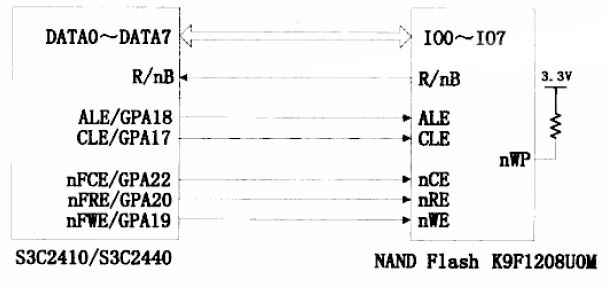 DATA0～DATA7
IO0～IO7
R/nB
R/nB
3.3V
ALE/GPA18
ALE
CLE/GPA17
CLE
nWP
nFCE/GPA22
nCE
nFRE/GPA20
nRE
nFWE/GPA19
nWE
S3C2410/S3C2440
NAND Flash K9F1208U0M